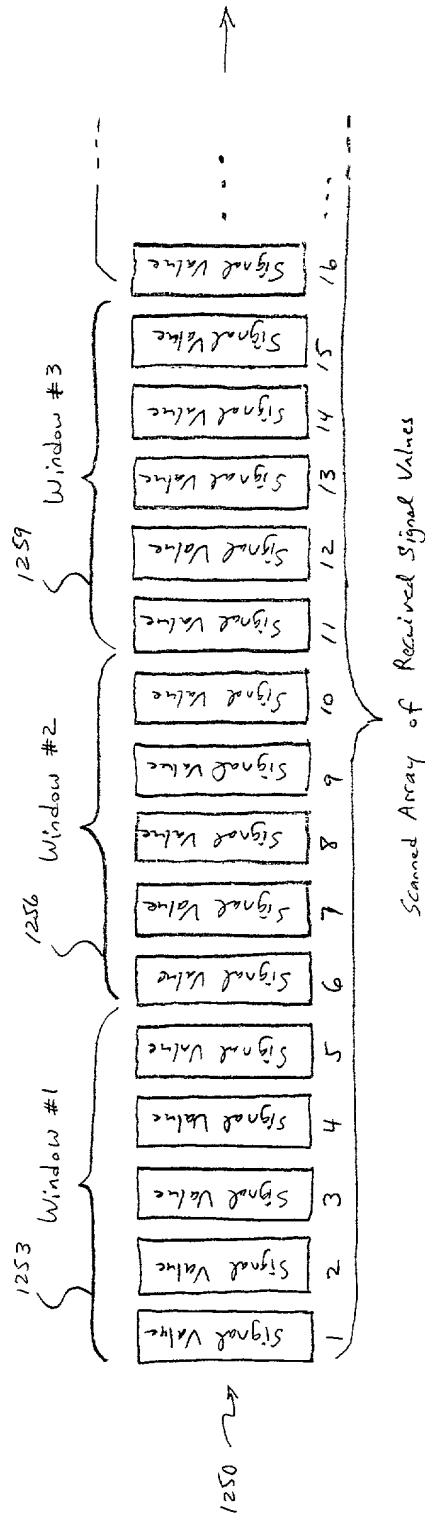 1253 1256 1259
Window #1 Window #2 Window #3
1250
Signal Value Signal Value Signal Value Signal Value Signal Value Signal Value Signal Value Signal Value Signal Value Signal Value Signal Value Signal Value Signal Value Signal Value Signal Value Signal Value
1 2 3 4 5 6 7 8 9 10 11 12 13 14 15 16
Scanned Array of Received Signal Values